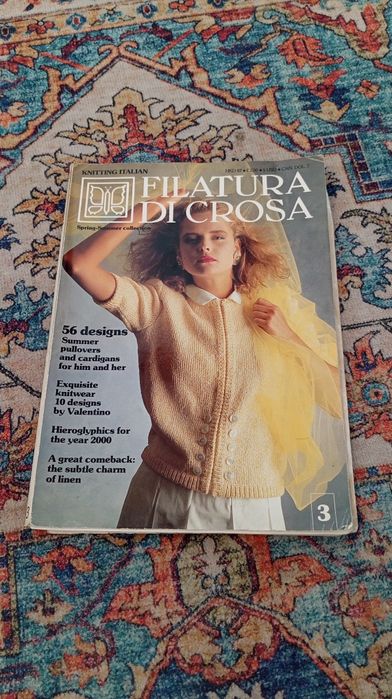 KNITTING ITALIAN
FILATURA
DI CROSA
Spring-Summer collection
56 designs
Summer
pullovers
and cardigans
for him and her
Exquisite
knitwear
10 designs
by Valentino
Hieroglyphics for
the year 2000
A great comeback:
the subtle charm
of linen
3